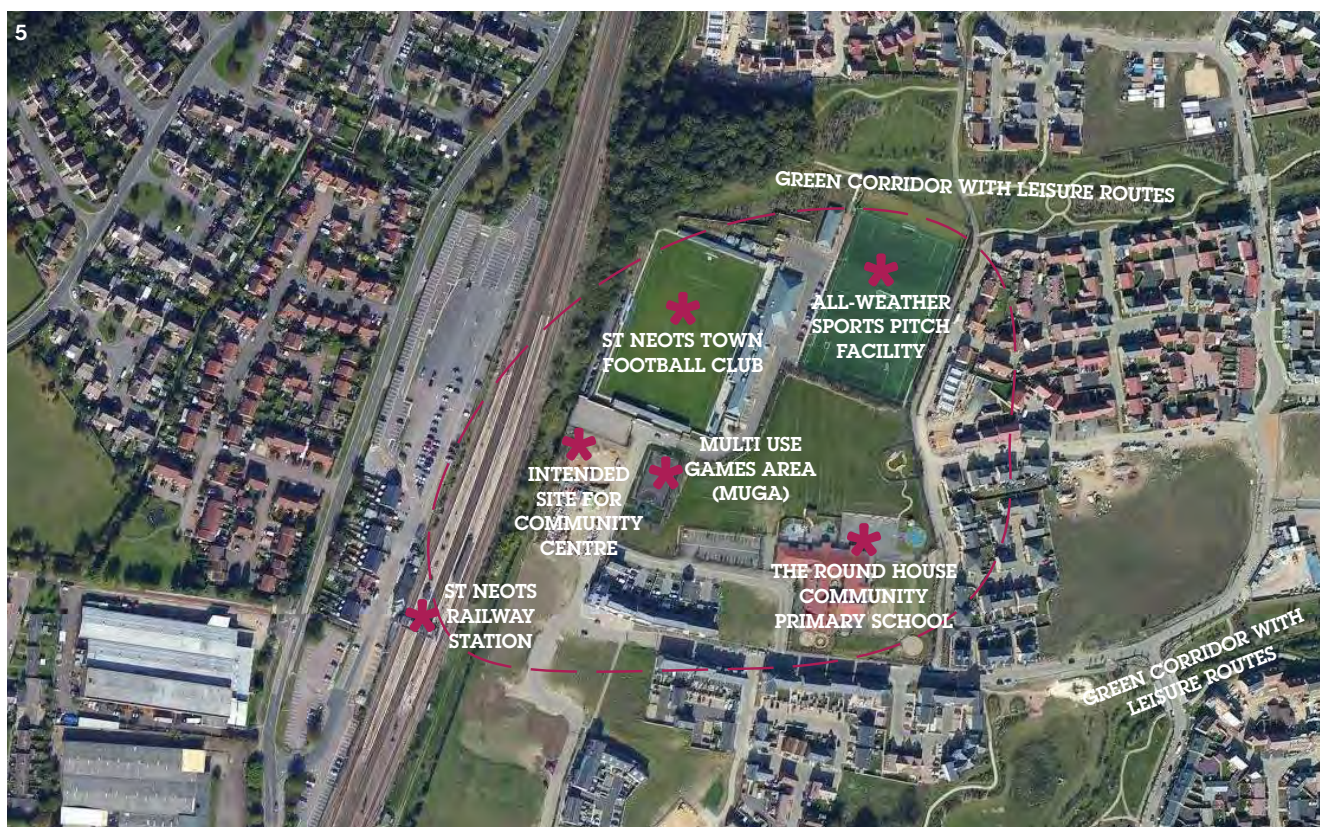 5
GREEN CORRIDOR WITH LEISURE ROUTES
ALL-WEATHER
SPORTS PITCH
FACILITY
ST NEOTS TOWN
FOOTBALL CLUB
MULTI USE
GAMES AREA
(MUGA)
INTENDED
SITE FOR
COMMUNITY
CENTRE
THE ROUND HOUSE
COMMUNITY
PRIMARY SCHOOL
ST NEOTS
RAILWAY
STATION
GREEN CORRIDOR WITH
LEISURE ROUTES